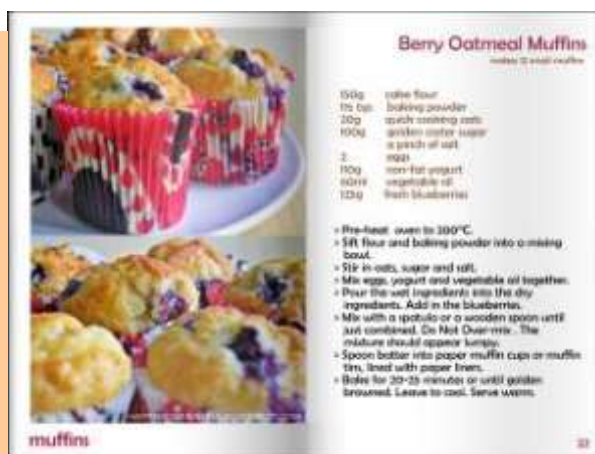 Berry Oatmeal Muffins
makes 12 small muffins
150g cake flour
1½ tsp baking powder
20g quick cooking oats
100g golden caster sugar
a pinch of salt
2 eggs
110g non-fat yogurt
60ml vegetable oil
125g fresh blueberries
» Pre-heat oven to 200°C.
» Sift flour and baking powder into a mixing
bowl.
» Stir in oats, sugar and salt.
» Mix eggs, yogurt and vegetable oil together.
» Pour the wet ingredients into the dry
ingredients. Add in the blueberries.
» Mix with a spatula or a wooden spoon until
just combined. Do Not Over-mix . The
mixture should appear lumpy.
» Spoon batter into paper muffin cups or muffin
tins, lined with paper liners.
» Bake for 20-25 minutes or until golden
browned. Leave to cool. Serve warm.
muffins